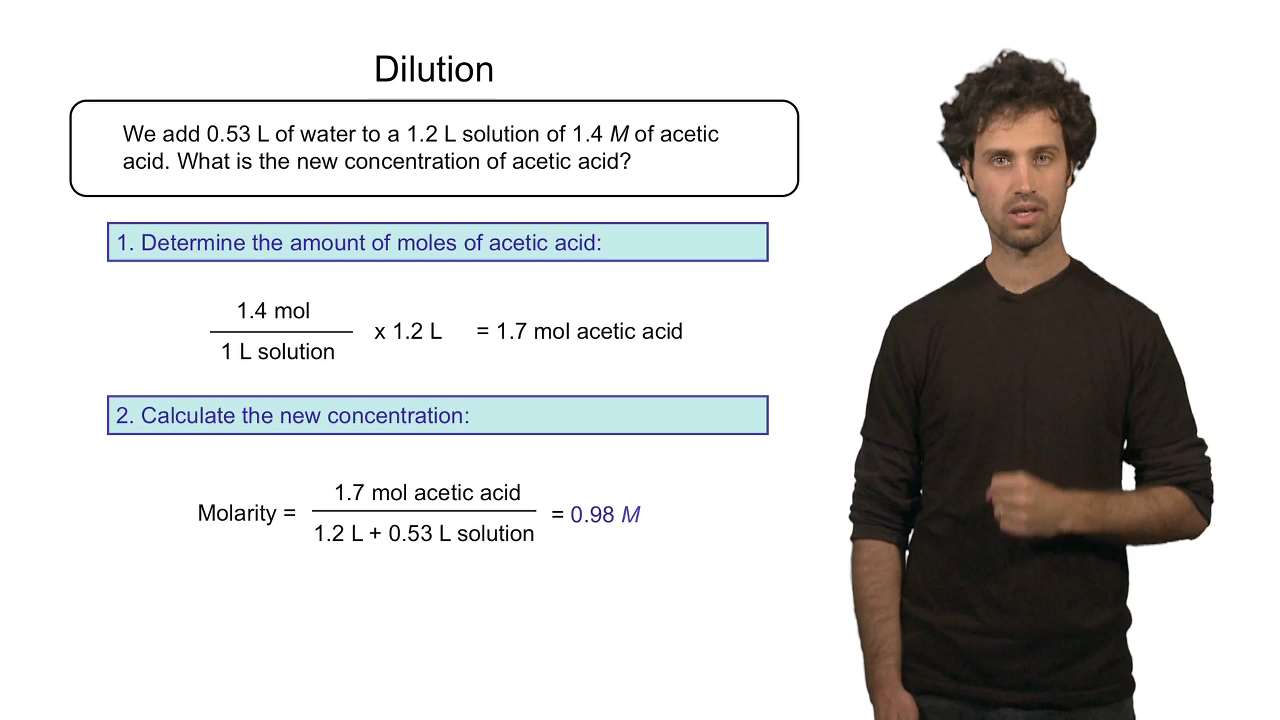 Dilution
We add 0.53 L of water to a 1.2 L solution of 1.4 M of acetic
acid. What is the new concentration of acetic acid?
1. Determine the amount of moles of acetic acid:
1.4 mol
1 L solution
x 1.2 L = 1.7 mol acetic acid
2. Calculate the new concentration:
Molarity =
1.7 mol acetic acid
1.2 L + 0.53 L solution
= 0.98 M